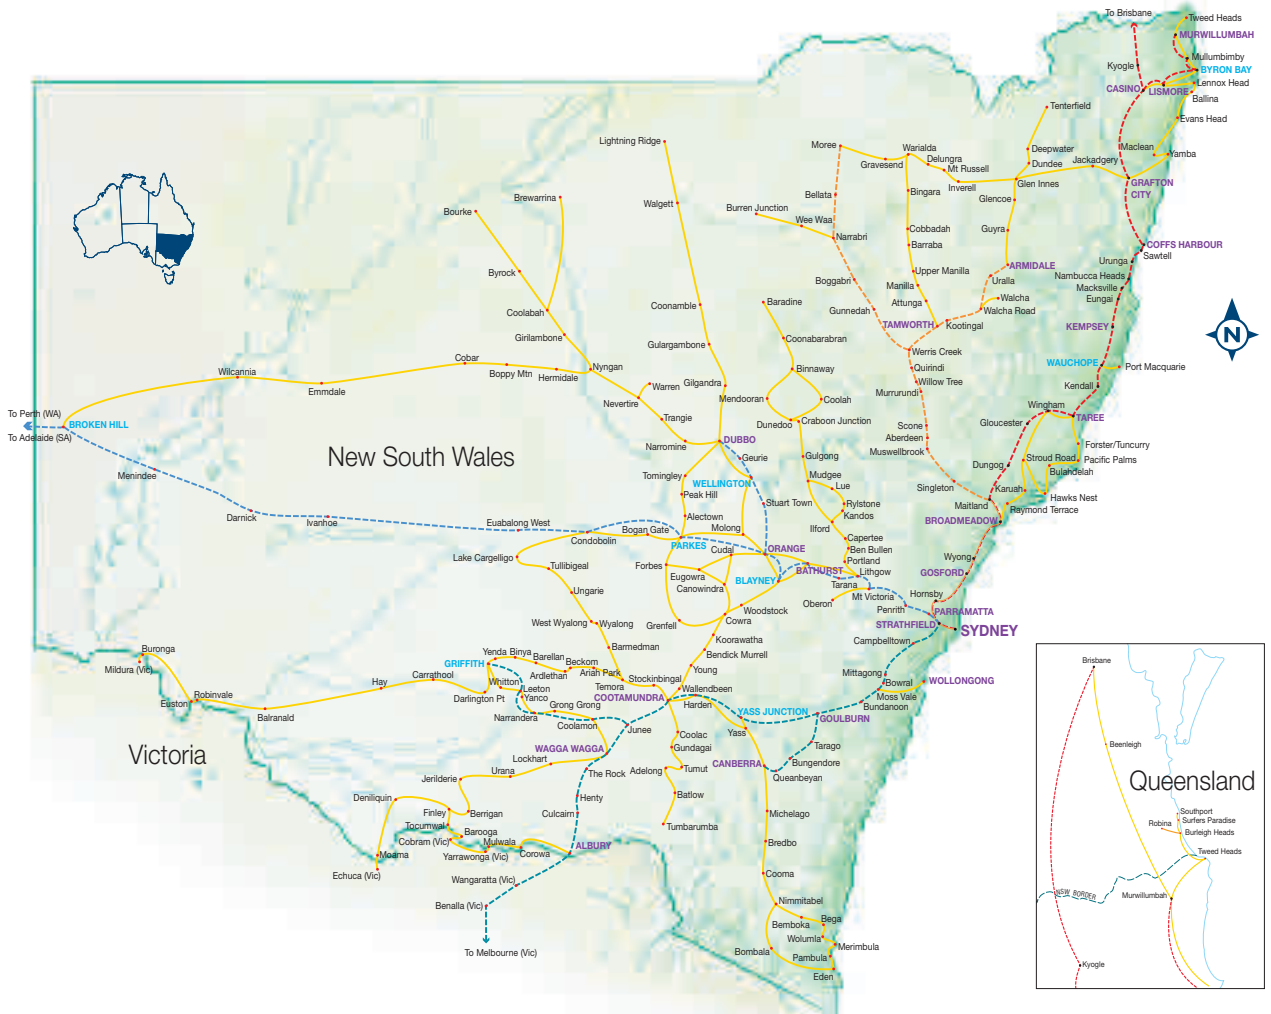 To Brisbane
Tweed Heads
MURWILLUMBAH
Mullumbimby
Kyogle
BYRON BAY
CASINO
LISMORE
Lennox Head
Ballina
Tenterfield
Evans Head
Lightning Ridge
Moree
Warialda
Gravesend
Delungra
Mt Russell
Deepwater
Dundee
Jackadgery
Maclean
Yamba
Inverell
Glen Innes
GRAFTON
CITY
Bellata
Bingara
Glencoe
Brewarrina
Bourke
Walgett
Burren Junction
Wee Waa
Narrabri
Cobbadah
Barraba
Guyra
COFFS HARBOUR
Sawtell
Urunga
Byrock
Boggabri
Upper Manilla
Manilla
ARMIDALE
Uralla
Nambucca Heads
Macksville
Eungai
Coolabah
Coonamble
Baradine
Gunnedah
Attunga
Walcha
Walcha Road
TAMWORTH
Kootingal
KEMPSEY
N
Girilambone
Gulargambone
Coonabarabran
Werris Creek
Cobar
Boppy Mtn
Hermidale
Nyngan
Wilcannia
Emmdale
Binnaway
Quirindi
Willow Tree
WAUCHOPE
Port Macquarie
Warren
Gilgandra
Nevertire
Mendooran
Coolah
Murrurundi
Kendall
To Perth (WA)
BROKEN HILL
To Adelaide (SA)
Trangie
Dunedoo
Craboon Junction
Wingham
TAREE
Gloucester
Scone
Aberdeen
Muswellbrook
New South Wales
Narromine
DUBBO
Geurie
Gulgong
Forster/Tuncurry
Stroud Road
Pacific Palms
Bulahdelah
Dungog
Menindee
Tomingley
WELLINGTON
Mudgee
Lue
Singleton
Karuah
Hawks Nest
Peak Hill
Stuart Town
Rylstone
Kandos
Maitland
Raymond Terrace
Darnick
Ivanhoe
Euabalong West
Bogan Gate
Alectown
Molong
Ilford
BROADMEADOW
Condobolin
PARKES
Cudal
ORANGE
Capertee
Ben Bullen
Portland
Wyong
Lake Cargelligo
Tullibigeal
Forbes
Eugowra
Canowindra
BLAYNEY
BATHURST
Lithgow
Tarana
GOSFORD
Ungarie
Oberon
Mt Victoria
Hornsby
Penrith
PARRAMATTA
West Wyalong
Wyalong
Grenfell
Woodstock
Cowra
STRATHFIELD
SYDNEY
Koorawatha
Bendick Murrell
Campbelltown
Barmedman
Buronga
Mildura (Vic)
GRIFFITH
Yenda
Binya
Barellan
Beckom
Ardlethan
Ariah Park
Temora
Stockinbingal
Young
Mittagong
Bowral
WOLLONGONG
Hay
Carrathool
Whitton
Leeton
Yanco
Darlington Pt
Wallendbeen
COOTAMUNDRA
Harden
Moss Vale
Bundanoon
Robinvale
Euston
Balranald
Grong Grong
Narrandera
Coolamon
Junee
YASS JUNCTION
GOULBURN
Yass
Coolac
Gundagai
Tarago
Victoria
WAGGA WAGGA
Lockhart
Urana
The Rock
Adelong
Tumut
CANBERRA
Bungendore
Queanbeyan
Jerilderie
Deniliquin
Henty
Batlow
Finley
Berrigan
Culcairn
Tumbarumba
Michelago
Tocumwal
Barooga
Cobram (Vic)
Mulwala
Yarrawonga (Vic)
Corowa
ALBURY
Bredbo
Moama
Echuca (Vic)
Wangaratta (Vic)
Cooma
Benalla (Vic)
Nimmitabel
Bemboka
Bega
Wolumla
Merimbula
To Melbourne (Vic)
Bombala
Pambula
Eden
Brisbane
Beenleigh
Queensland
Southport
Surfers Paradise
Robina
Burleigh Heads
Tweed Heads
NSW BORDER
Murwillumbah
Kyogle